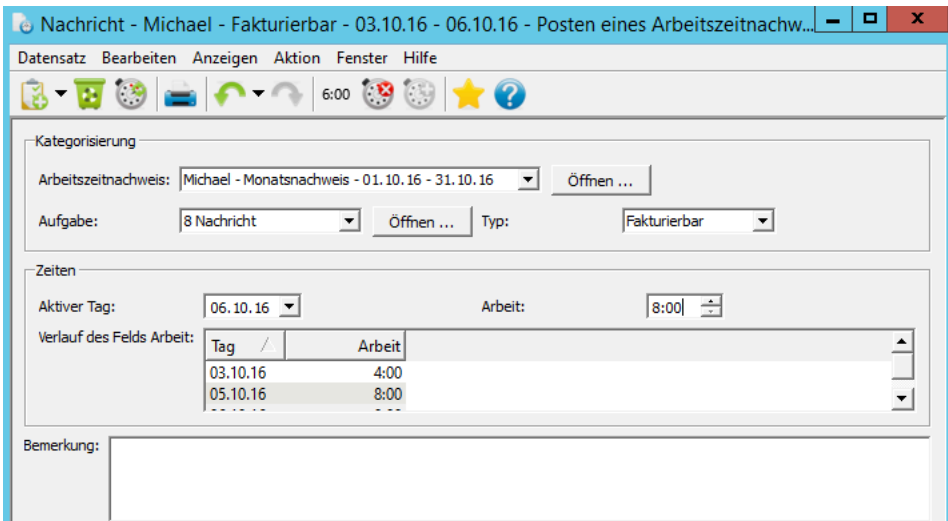 Nachricht - Michael - Fakturierbar - 03.10.16 - 06.10.16 - Posten eines Arbeitszeitnachw...
Datensatz Bearbeiten Anzeigen Aktion Fenster Hilfe
6:00
Kategorisierung
Arbeitszeitnachweis: Michael - Monatsnachweis - 01.10.16 - 31.10.16 Öffnen ...
Aufgabe: 8 Nachricht Öffnen ... Typ: Fakturierbar
Zeiten
Aktiver Tag: 06.10.16 Arbeit: 8:00
Verlauf des Felds Arbeit:
Tag Arbeit
03.10.16 4:00
05.10.16 8:00
Bemerkung: